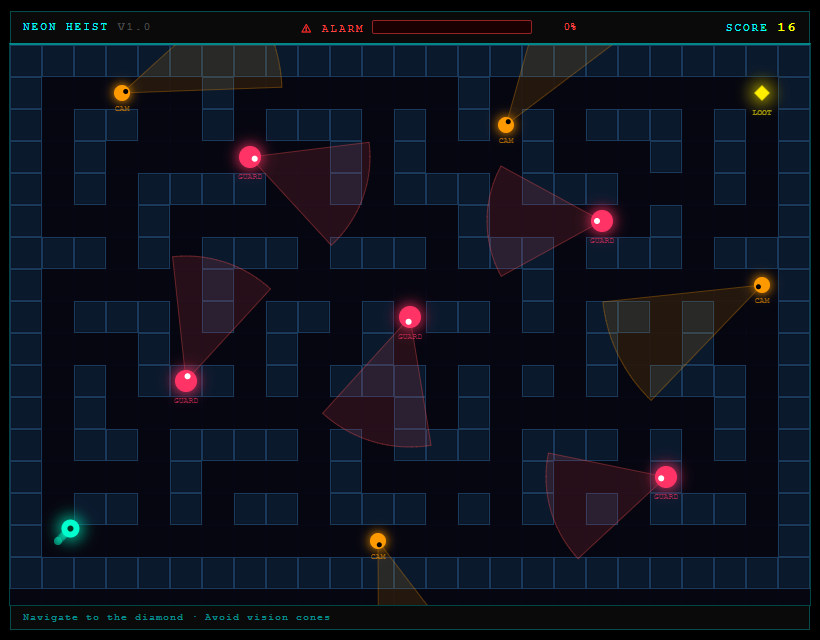 NEON HEIST V1.0
⚠ ALARM
0%
SCORE 16
CAM
LOOT
CAM
GUARD
GUARD
CAM
GUARD
GUARD
GUARD
CAM
Navigate to the diamond · Avoid vision cones